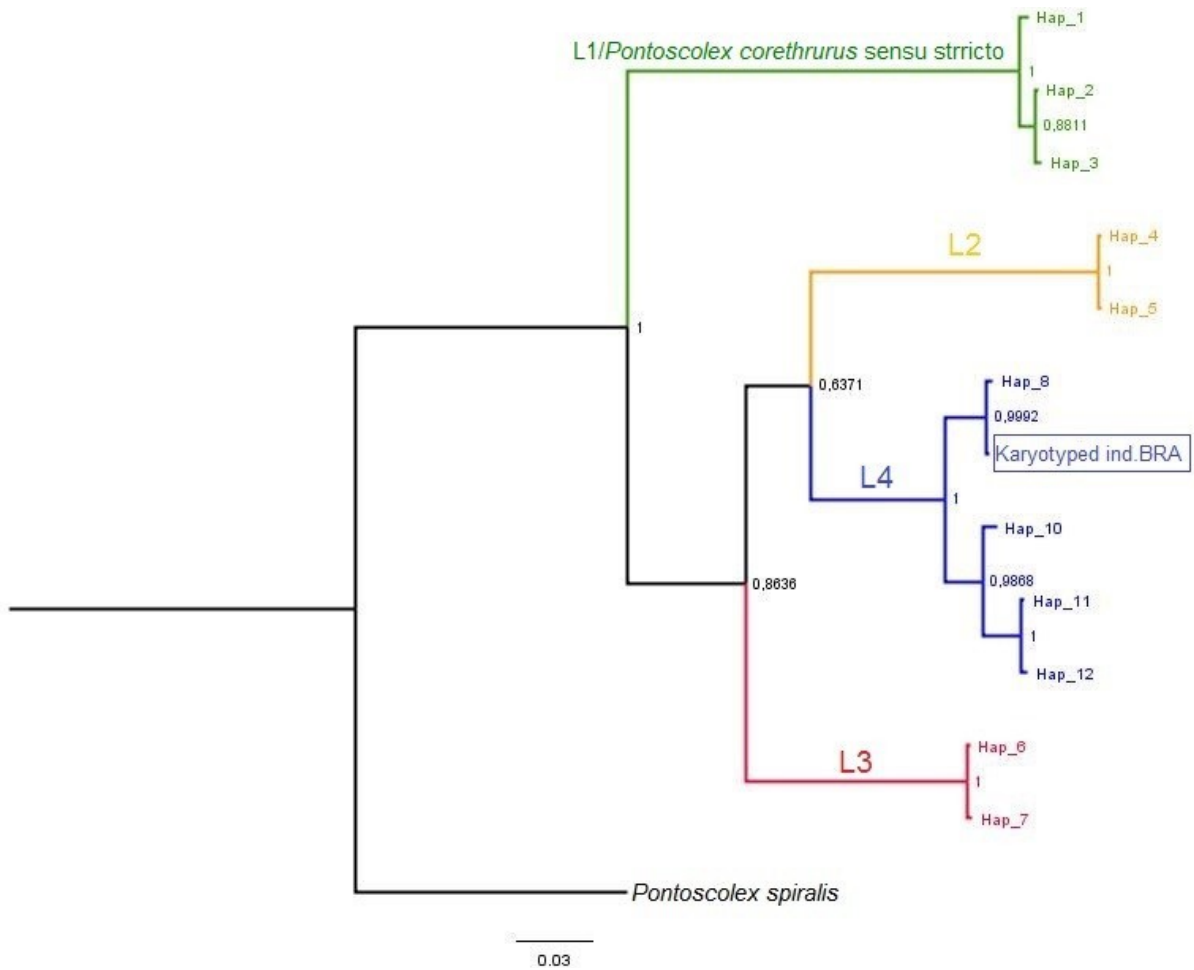 Hap_1
L1/Pontoscolex corethrurus sensu strricto
1
Hap_2
0,8811
Hap_3
L2
Hap_4
1
Hap_5
1
Hap_8
0,6371
0,9992
Karyotyped ind.BRA
L4
1
Hap_10
0,8636
0,9868
Hap_11
1
Hap_12
Hap_6
L3
1
Hap_7
Pontoscolex spiralis
0.03